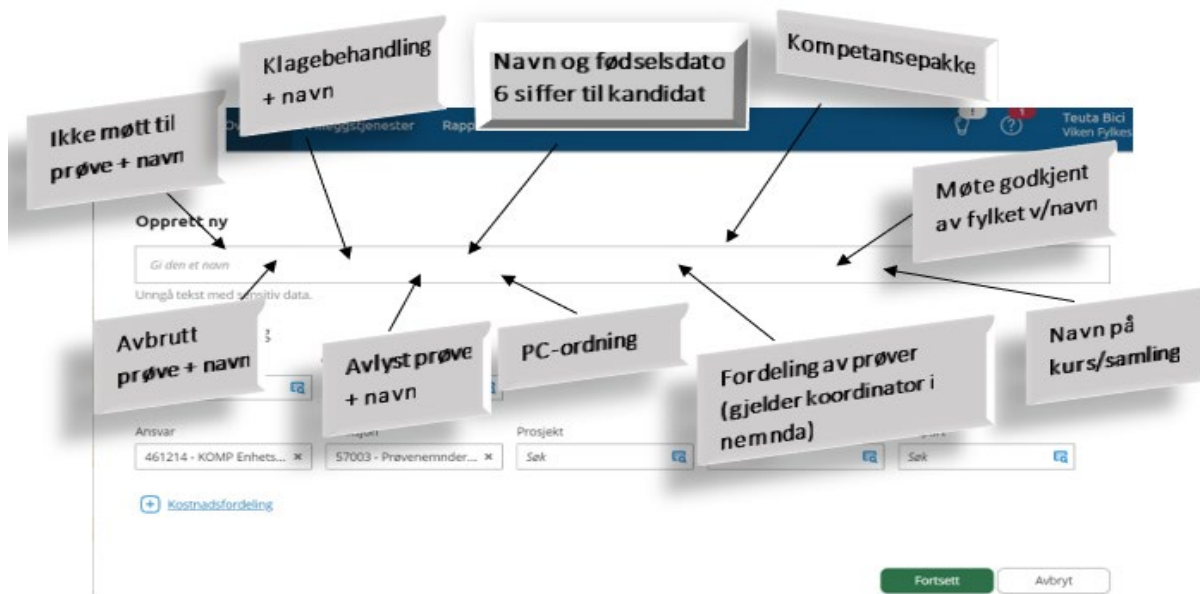 Klagebehandling
+ navn
Navn og fødselsdato
6 siffer til kandidat
Kompetansepakke
Ikke møtt til
prøve + navn
Teuta Bici
Viken Fylkes
Møte godkjent
av fylket v/navn
Opprett ny
Gi den et navn
Unngå tekst med sensitiv data.
Avbrutt
prøve + navn
Avlyst prøve
+ navn
PC-ordning
Fordeling av prøver
(gjelder koordinator i
nemnda)
Navn på
kurs/samling
Ansvar
Prosjekt
461214 - KOMP Enhets... ×
57003 - Prøvenemnder... ×
Søk
Søk
Kostnadsfordeling
Fortsett
Avbryt